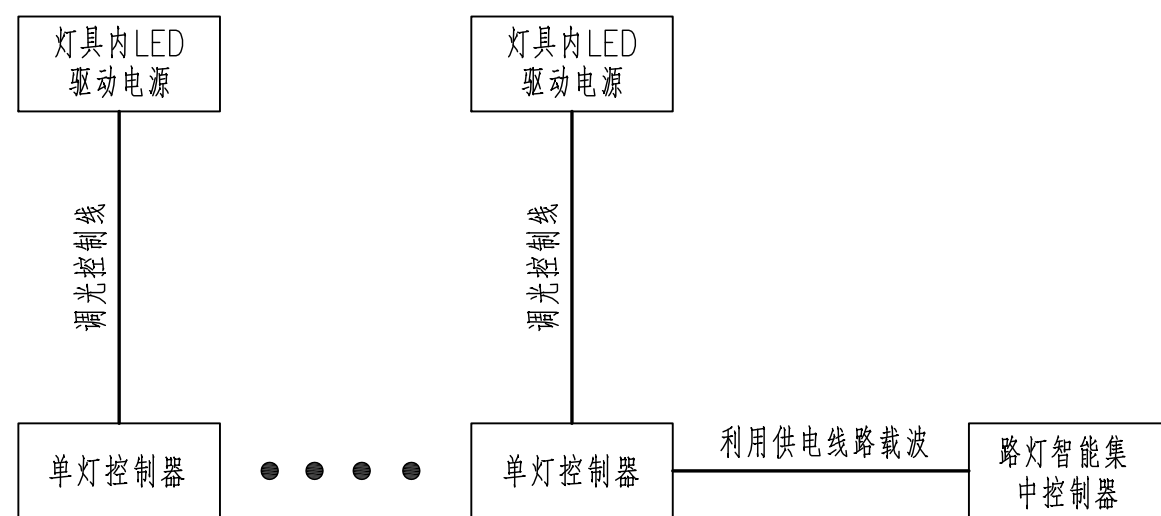 灯具内LED
驱动电源
灯具内LED
驱动电源
调光控制线
调光控制线
单灯控制器
单灯控制器
利用供电线路载波
路灯智能集
中控制器